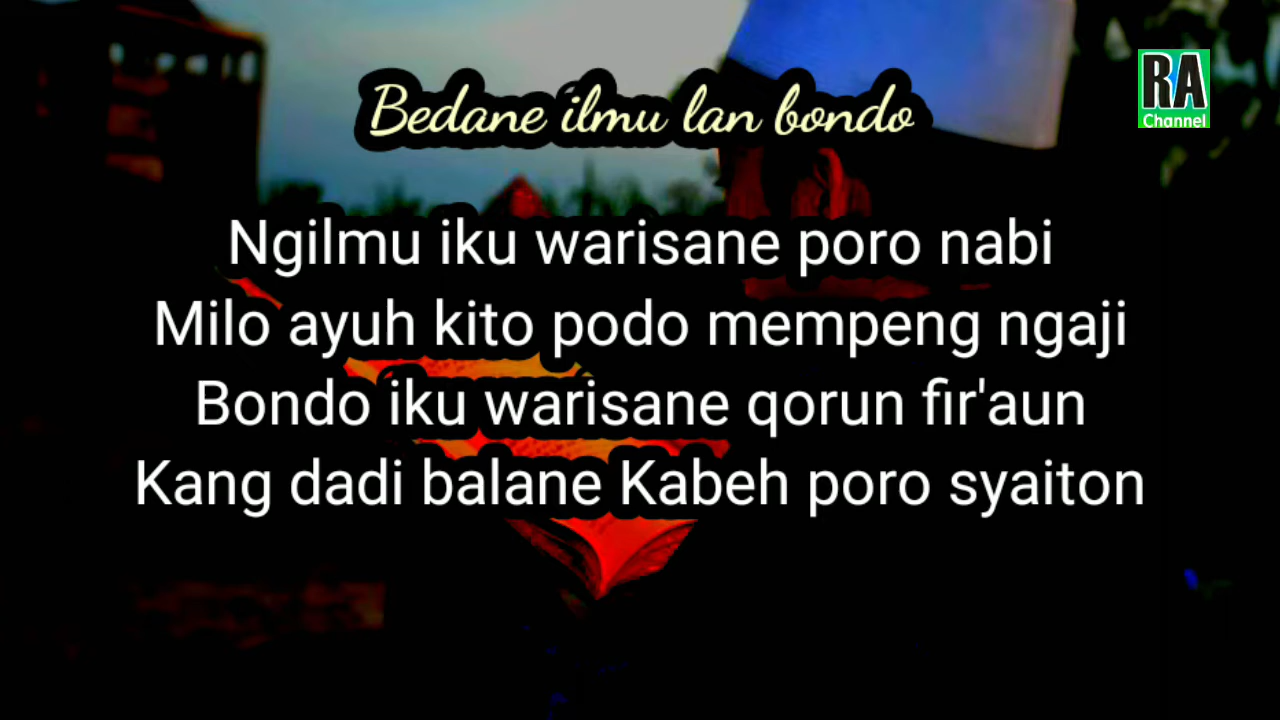 Bedane ilmu lan bondo
RA
Channel
Ngilmu iku warisane poro nabi
Milo ayuh kito podo mempeng ngaji
Bondo iku warisane qorun fir'aun
Kang dadi balane Kabeh poro syaiton